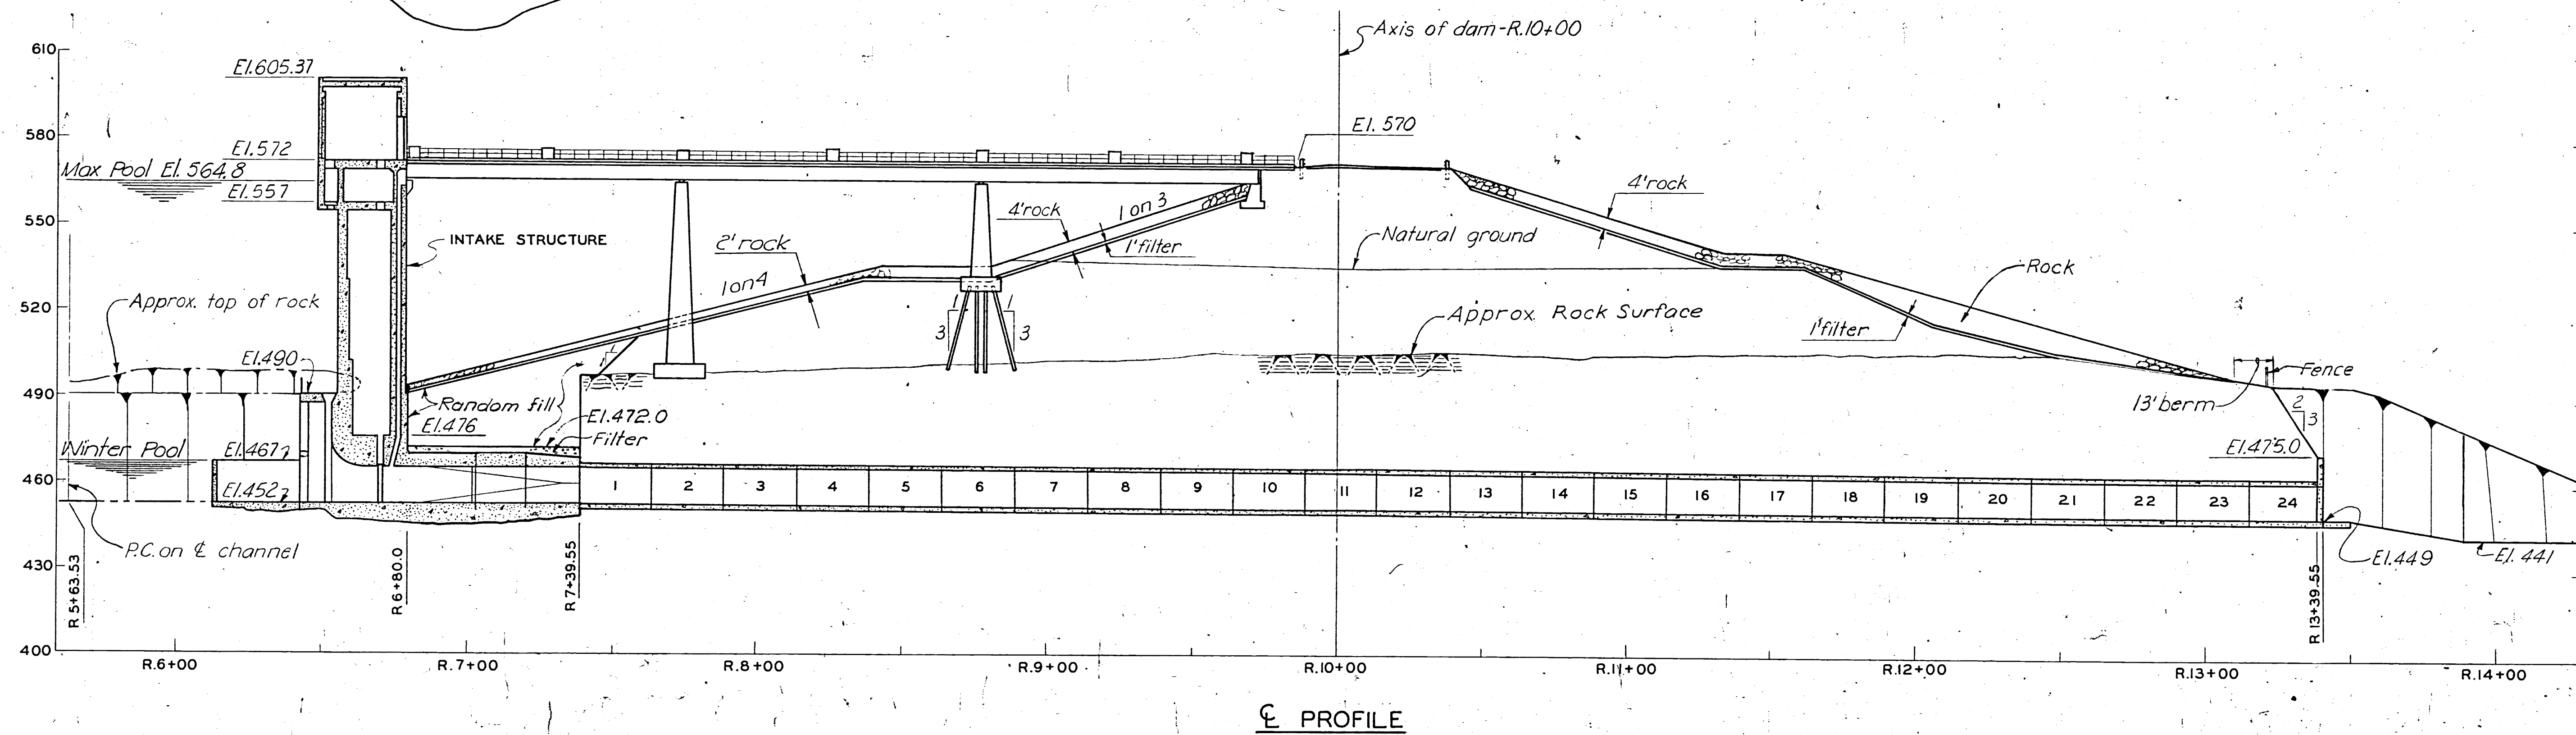 Axis of dam-R.10+00
610
El.605.37
El. 570
580
El.572
Max Pool El. 564.8
El.557
4'rock
4'rock
1 on 3
550
INTAKE STRUCTURE
2' rock
1'filter
Natural ground
Rock
1 on 4
520
Approx. top of rock
3
1
1
3
Approx Rock Surface
1'filter
El.490
1
Fence
490
Random fill
El.472.0
13' berm
2
3
El.476
Filter
Winter Pool
El.467
El.475.0
460
El.452
1 2 3 4 5 6 7 8 9 10 11 12 13 14 15 16 17 18 19 20 21 22 23 24
P.C. on ℄ channel
El.449
El. 441
430
R 5+63.53
R 6+80.0
R 7+39.55
R 13+39.55
400
R.6+00
R.7+00
R.8+00
R.9+00
R.10+00
R.11+00
R.12+00
R.13+00
R.14+00
℄ PROFILE